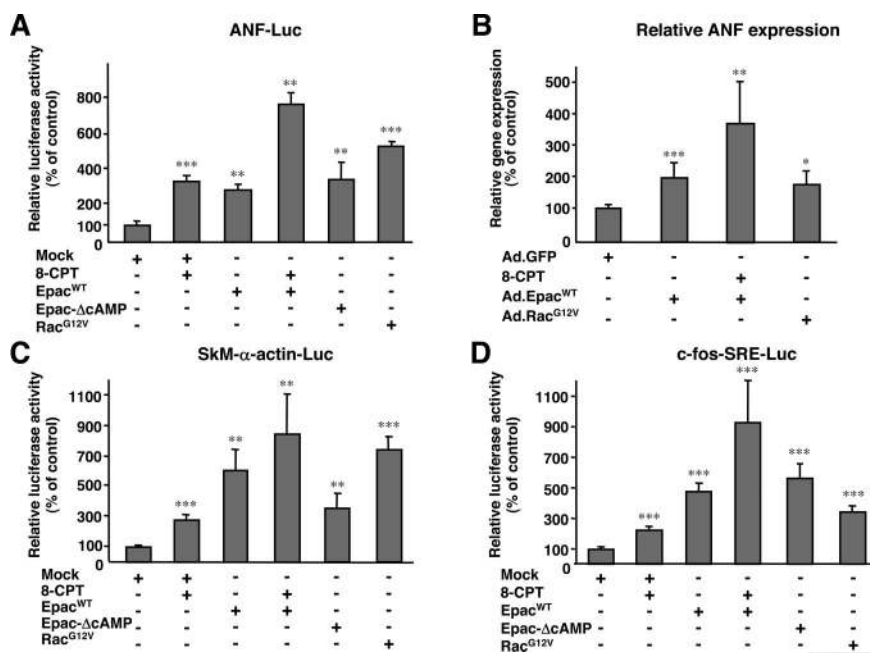 A
ANF-Luc
Relative luciferase activity
(% of control)
800
600
400
200
100
0
*** ** ** ** ***
Mock + + - - - -
8-CPT - + - + - -
Epac^WT - - + + - -
Epac-ΔcAMP - - - - + -
Rac^G12V - - - - - +
B
Relative ANF expression
Relative gene expression
(% of control)
500
400
300
200
100
0
*** ** *
Ad.GFP + - - -
8-CPT - - + -
Ad.Epac^WT - + + -
Ad.Rac^G12V - - - +
C
SkM-α-actin-Luc
Relative luciferase activity
(% of control)
1100
900
700
500
300
100
0
*** ** ** ** ***
Mock + + - - - -
8-CPT - + - + - -
Epac^WT - - + + - -
Epac-ΔcAMP - - - - + -
Rac^G12V - - - - - +
D
c-fos-SRE-Luc
Relative luciferase activity
(% of control)
1100
900
700
500
300
100
0
*** *** *** *** ***
Mock + + - - - -
8-CPT - + - + - -
Epac^WT - - + + - -
Epac-ΔcAMP - - - - + -
Rac^G12V - - - - - +